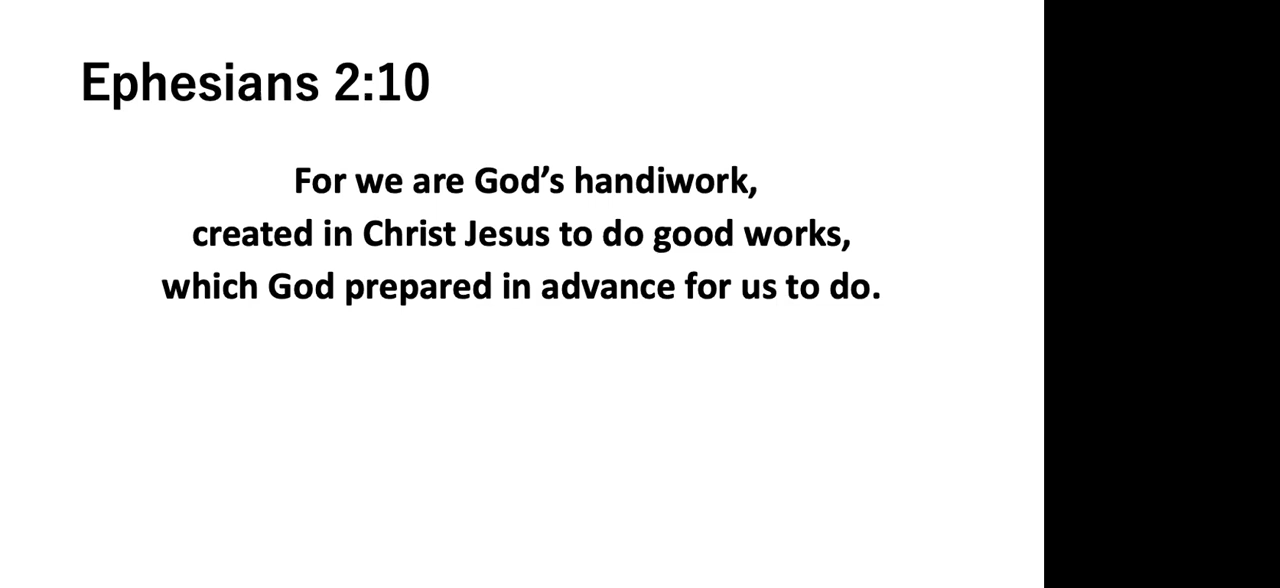 Ephesians 2:10
For we are God’s handiwork,
created in Christ Jesus to do good works,
which God prepared in advance for us to do.